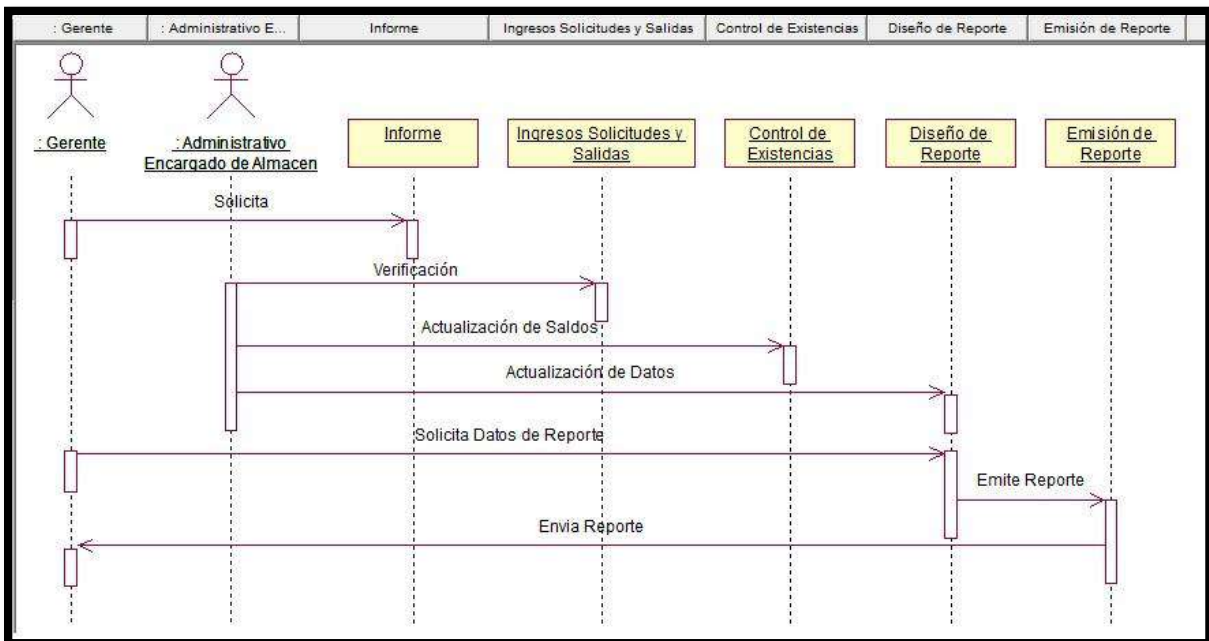 : Gerente
: Administrativo E...
Informe
Ingresos Solicitudes y Salidas
Control de Existencias
Diseño de Reporte
Emisión de Reporte
: Gerente
: Administrativo
Encargado de Almacen
Informe
Ingresos Solicitudes y
Salidas
Control de
Existencias
Diseño de
Reporte
Emisión de
Reporte
Solicita
Verificación
Actualización de Saldos
Actualización de Datos
Solicita Datos de Reporte
Emite Reporte
Envia Reporte